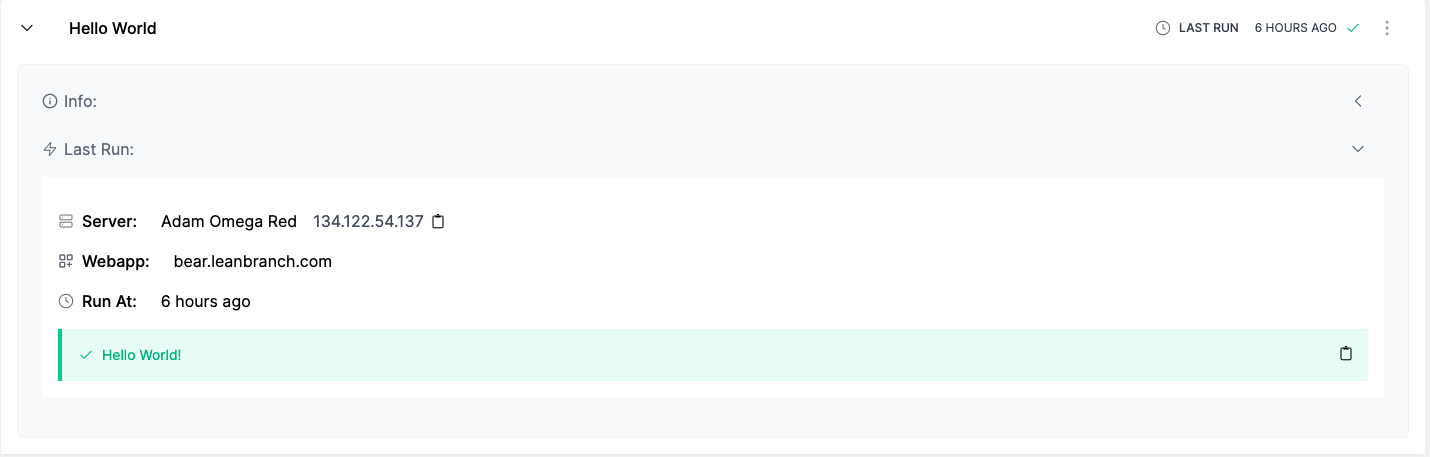 Hello World LAST RUN 6 HOURS AGO
Info:
Last Run:
Server: Adam Omega Red 134.122.54.137
Webapp: bear.leanbranch.com
Run At: 6 hours ago
Hello World!